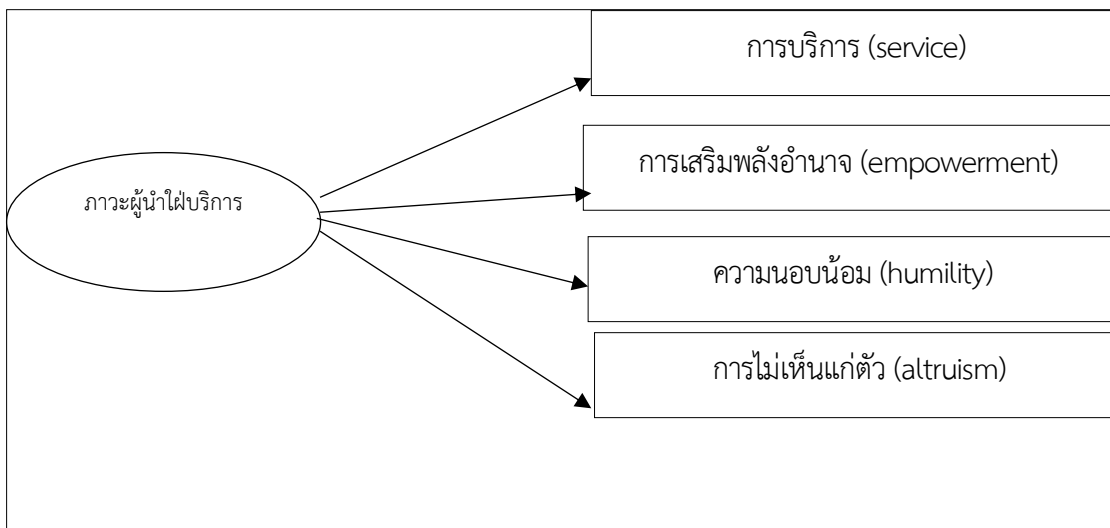 การบริการ (service)
การเสริมพลังอำนาจ (empowerment)
ภาวะผู้นำใฝ่บริการ
ความนอบน้อม (humility)
การไม่เห็นแก่ตัว (altruism)